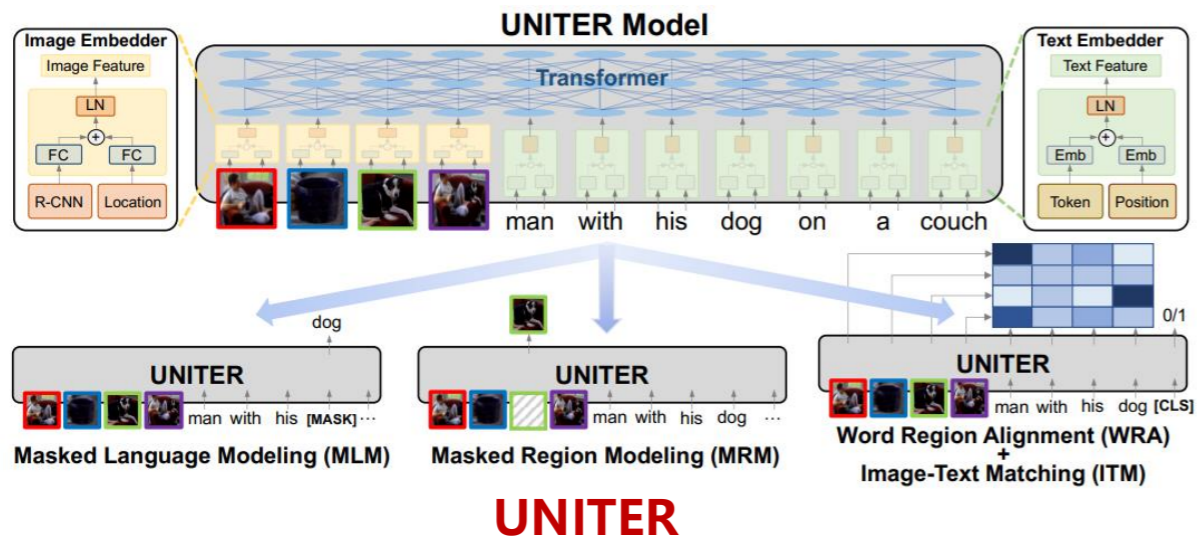 UNITER Model
Image Embedder
Image Feature
LN
+
FC
FC
R-CNN
Location
Transformer
man with his dog on a couch
Text Embedder
Text Feature
LN
+
Emb
Emb
Token
Position
dog
UNITER
man with his [MASK] ...
Masked Language Modeling (MLM)
UNITER
man with his dog ...
Masked Region Modeling (MRM)
0/1
UNITER
man with his dog [CLS]
Word Region Alignment (WRA)
+
Image-Text Matching (ITM)
UNITER